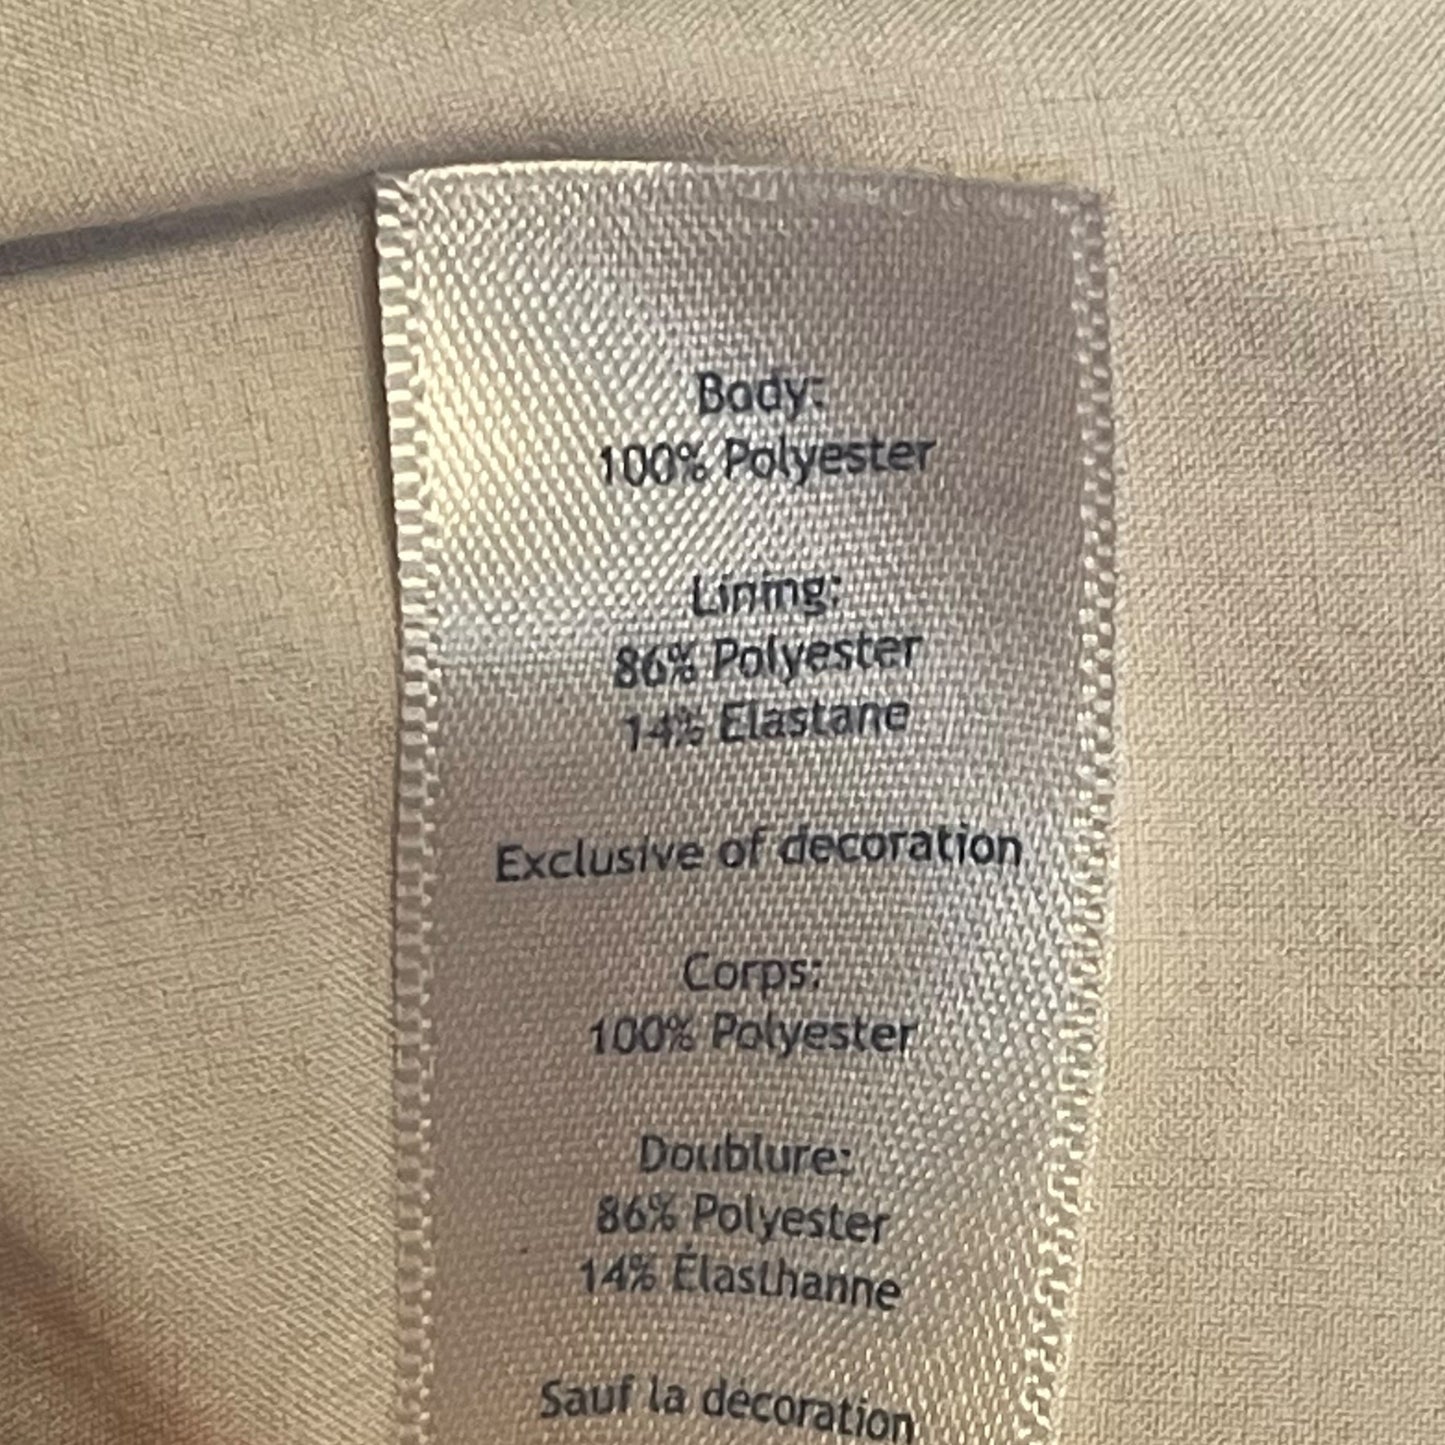 Body:
100% Polyester
Lining:
86% Polyester
14% Elastane
Exclusive of decoration
Corps:
100% Polyester
Doublure:
86% Polyester
14% Élasthanne
Sauf la décoration